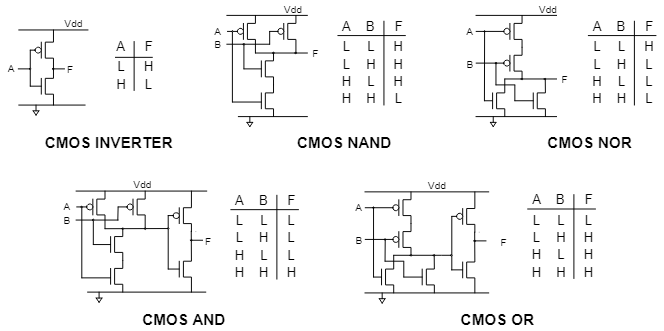 Vdd
A
F
A F
L H
H L
CMOS INVERTER
Vdd
A
B
F
A B F
L L H
L H H
H L H
H H L
CMOS NAND
Vdd
A
B
F
A B F
L L H
L H L
H L L
H H L
CMOS NOR
Vdd
A
B
F
A B F
L L L
L H L
H L L
H H H
CMOS AND
Vdd
A
B
F
A B F
L L L
L H H
H L H
H H H
CMOS OR